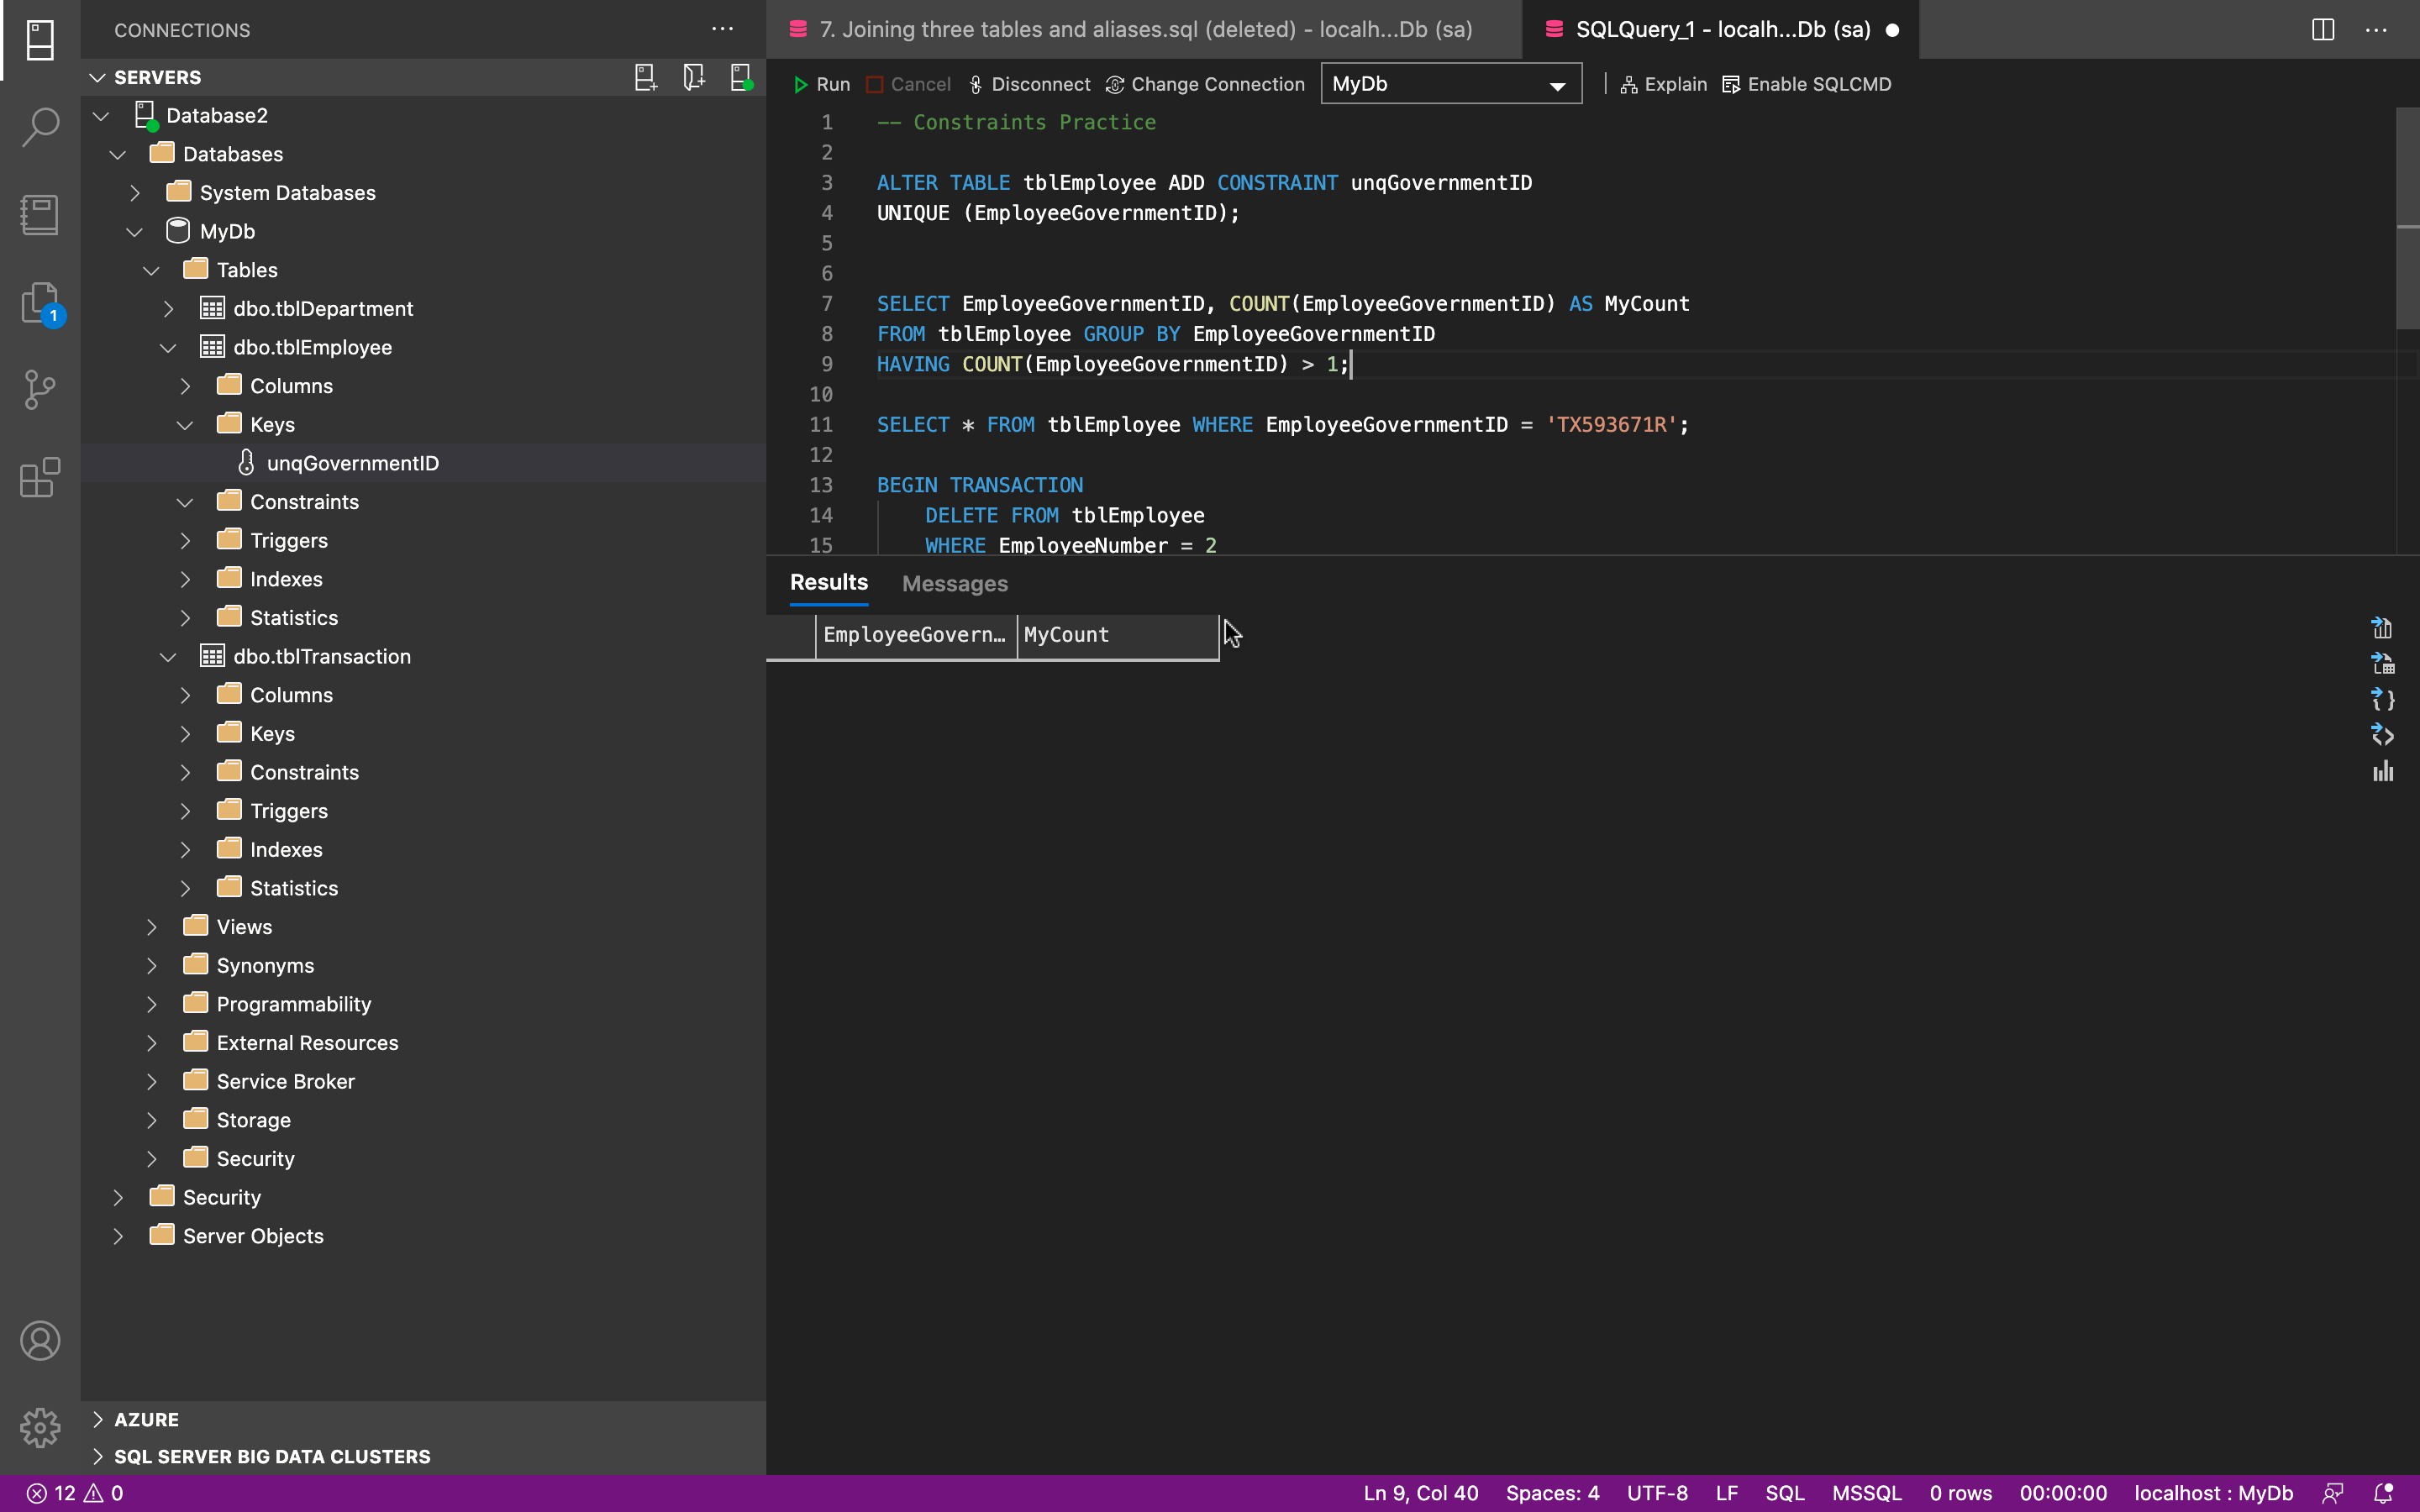 CONNECTIONS
SERVERS
Database2
Databases
System Databases
MyDb
Tables
dbo.tblDepartment
dbo.tblEmployee
Columns
Keys
unqGovernmentID
Constraints
Triggers
Indexes
Statistics
dbo.tblTransaction
Columns
Keys
Constraints
Triggers
Indexes
Statistics
Views
Synonyms
Programmability
External Resources
Service Broker
Storage
Security
Security
Server Objects
AZURE
SQL SERVER BIG DATA CLUSTERS
1
7. Joining three tables and aliases.sql (deleted) - localh...Db (sa)
SQLQuery_1 - localh...Db (sa)
Run Cancel Disconnect Change Connection MyDb Explain Enable SQLCMD
1 -- Constraints Practice
2
3 ALTER TABLE tblEmployee ADD CONSTRAINT unqGovernmentID
4 UNIQUE (EmployeeGovernmentID);
5
6
7 SELECT EmployeeGovernmentID, COUNT(EmployeeGovernmentID) AS MyCount
8 FROM tblEmployee GROUP BY EmployeeGovernmentID
9 HAVING COUNT(EmployeeGovernmentID) > 1;
10
11 SELECT * FROM tblEmployee WHERE EmployeeGovernmentID = 'TX593671R';
12
13 BEGIN TRANSACTION
14 DELETE FROM tblEmployee
15 WHERE EmployeeNumber = 2
Results Messages
EmployeeGovern... MyCount
12 0
Ln 9, Col 40 Spaces: 4 UTF-8 LF SQL MSSQL 0 rows 00:00:00 localhost : MyDb